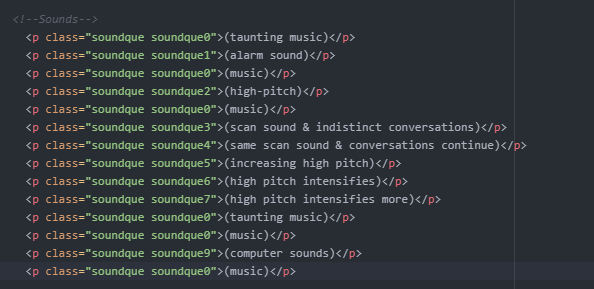 <!--Sounds-->
<p class="soundque soundque0">(taunting music)</p>
<p class="soundque soundque1">(alarm sound)</p>
<p class="soundque soundque0">(music)</p>
<p class="soundque soundque2">(high-pitch)</p>
<p class="soundque soundque0">(music)</p>
<p class="soundque soundque3">(scan sound & indistinct conversations)</p>
<p class="soundque soundque4">(same scan sound & conversations continue)</p>
<p class="soundque soundque5">(increasing high pitch)</p>
<p class="soundque soundque6">(high pitch intensifies)</p>
<p class="soundque soundque7">(high pitch intensifies more)</p>
<p class="soundque soundque0">(taunting music)</p>
<p class="soundque soundque0">(music)</p>
<p class="soundque soundque9">(computer sounds)</p>
<p class="soundque soundque0">(music)</p>